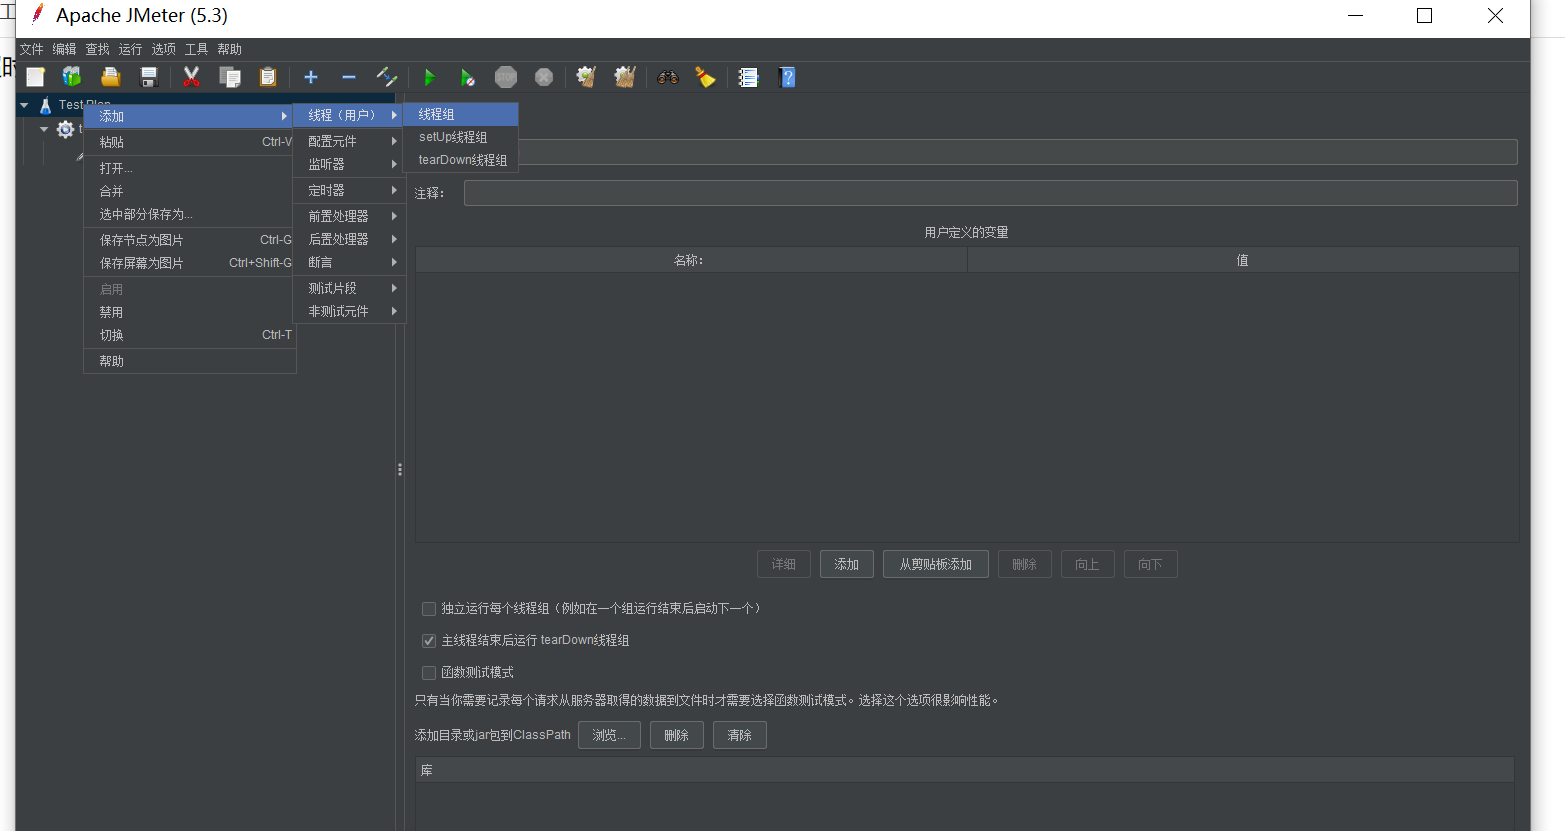 工
Apache JMeter (5.3)
文件 编辑 查找 运行 选项 工具 帮助
时
STOP
Test Plan
添加
粘贴 Ctrl-V
打开...
合并
选中部分保存为...
保存节点为图片 Ctrl-G
保存屏幕为图片 Ctrl+Shift-G
启用
禁用
切换 Ctrl-T
帮助
t
线程（用户）
配置元件
监听器
定时器
前置处理器
后置处理器
断言
测试片段
非测试元件
线程组
setUp线程组
tearDown线程组
注释：
用户定义的变量
名称： 值
详细 添加 从剪贴板添加 删除 向上 向下
独立运行每个线程组（例如在一个组运行结束后启动下一个）
主线程结束后运行 tearDown线程组
函数测试模式
只有当你需要记录每个请求从服务器取得的数据到文件时才需要选择函数测试模式。选择这个选项很影响性能。
添加目录或jar包到ClassPath 浏览... 删除 清除
库